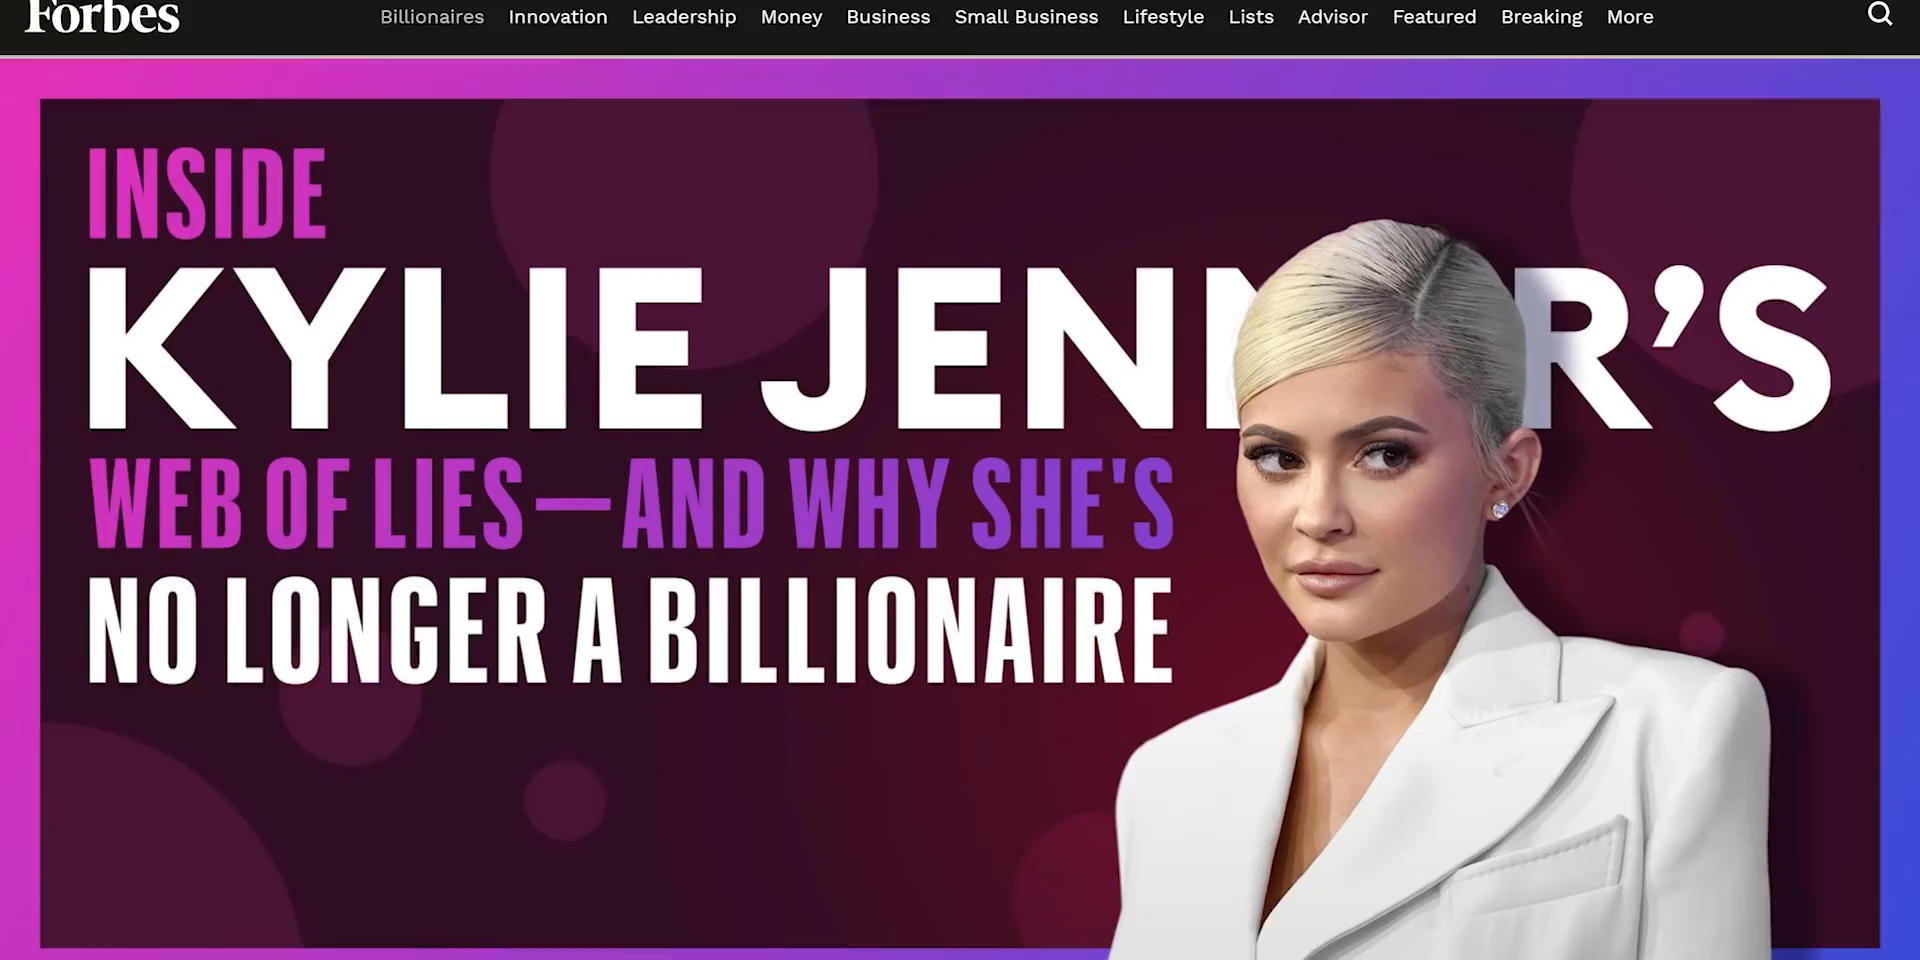 Forbes
Billionaires Innovation Leadership Money Business Small Business Lifestyle Lists Advisor Featured Breaking More
INSIDE
KYLIE JENNER'S
WEB OF LIES—AND WHY SHE'S
NO LONGER A BILLIONAIRE